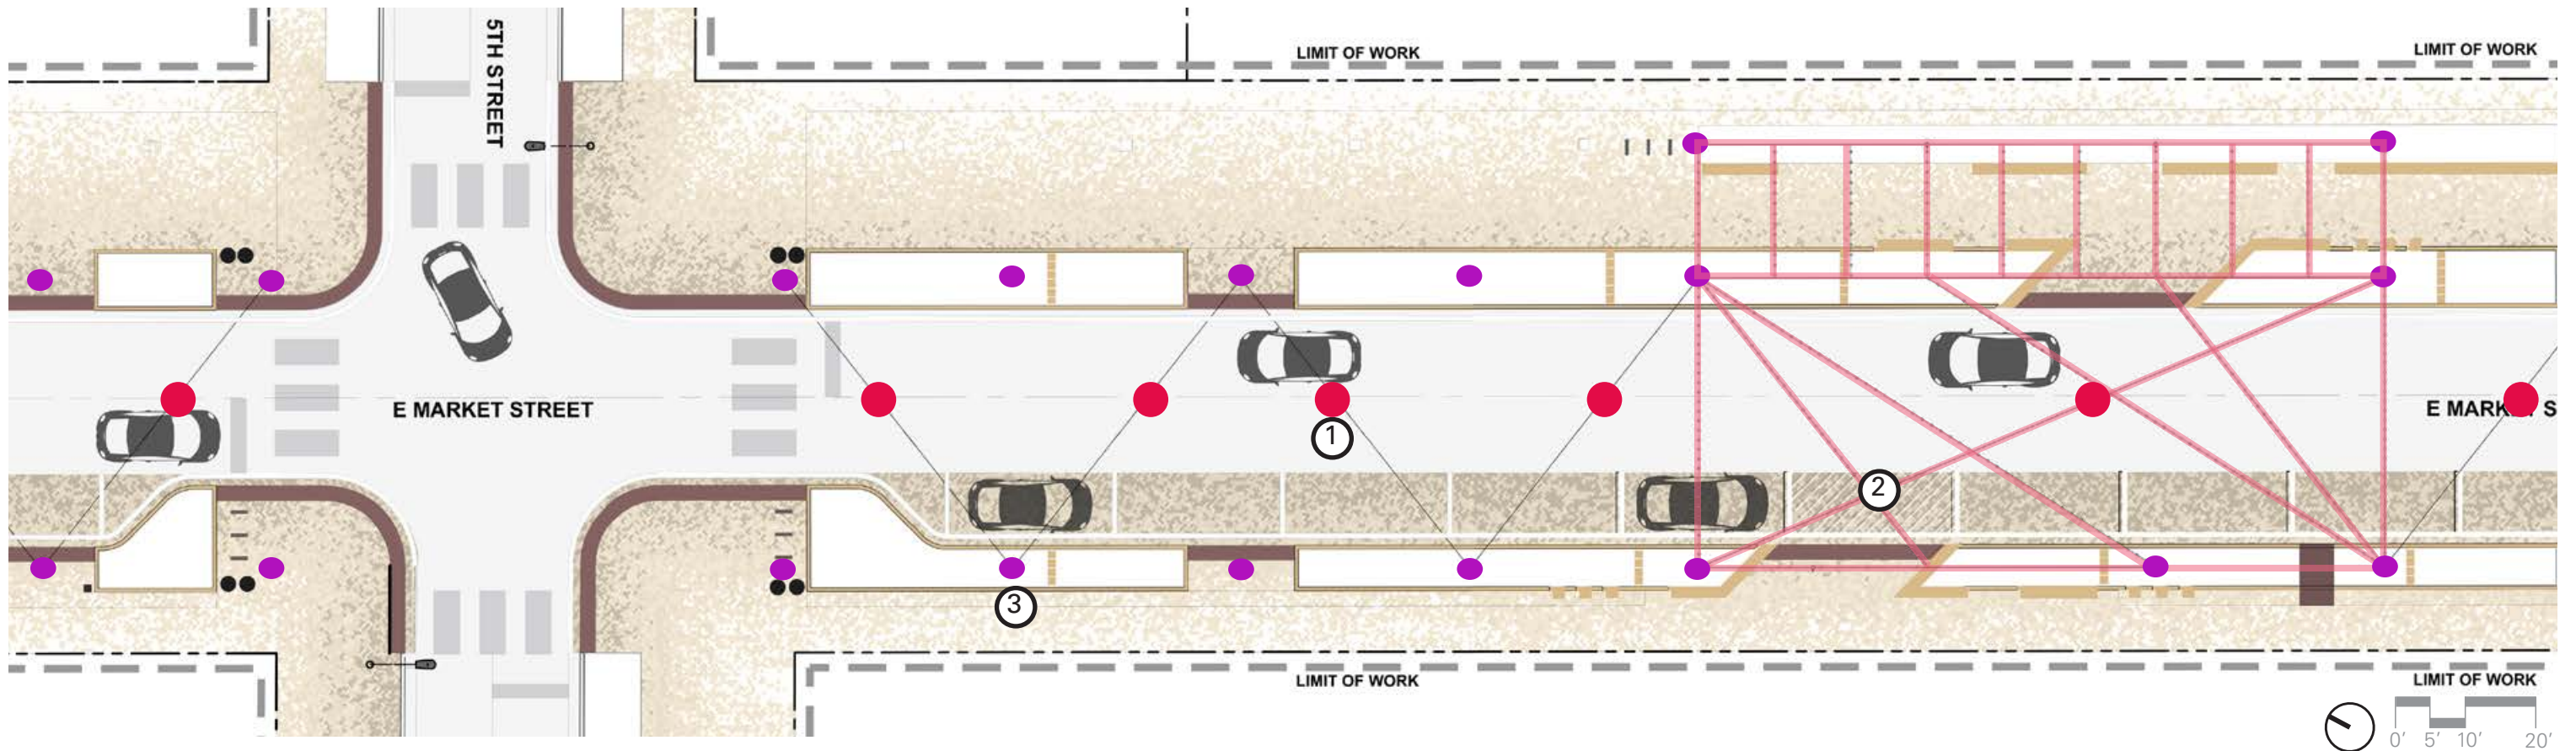 5TH STREET
LIMIT OF WORK
LIMIT OF WORK
E MARKET STREET
E MARK T S
1
2
3
LIMIT OF WORK
LIMIT OF WORK
0' 5' 10' 20'